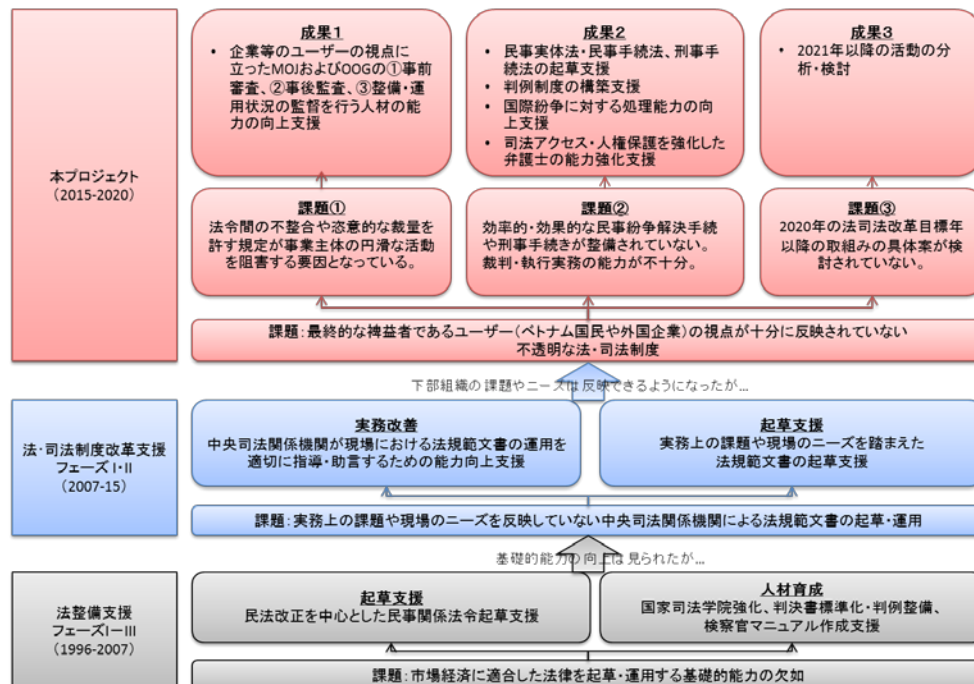 本プロジェクト
(2015-2020)
成果1
• 企業等のユーザーの視点に
立ったMOJおよびOOGの①事前
審査、②事後監査、③整備・運
用状況の監督を行う人材の能
力の向上支援
成果2
• 民事実体法・民事手続法、刑事手
続法の起草支援
• 判例制度の構築支援
• 国際紛争に対する処理能力の向
上支援
• 司法アクセス・人権保護を強化した
弁護士の能力強化支援
成果3
• 2021年以降の活動の分
析・検討
課題①
法令間の不整合や恣意的な裁量を
許す規定が事業主体の円滑な活動
を阻害する要因となっている。
課題②
効率的・効果的な民事紛争解決手続
や刑事手続きが整備されていない。
裁判・執行実務の能力が不十分。
課題③
2020年の法司法改革目標年
以降の取組みの具体案が検
討されていない。
課題:最終的な裨益者であるユーザー(ベトナム国民や外国企業)の視点が十分に反映されていない
不透明な法・司法制度
下部組織の課題やニーズは反映できるようになったが…
法・司法制度改革支援
フェーズⅠ・Ⅱ
(2007-15)
実務改善
中央司法関係機関が現場における法規範文書の運用を
適切に指導・助言するための能力向上支援
起草支援
実務上の課題や現場のニーズを踏まえた
法規範文書の起草支援
課題:実務上の課題や現場のニーズを反映していない中央司法関係機関による法規範文書の起草・運用
基礎的能力の向上は見られたが…
法整備支援
フェーズⅠーⅢ
(1996-2007)
起草支援
民法改正を中心とした民事関係法令起草支援
人材育成
国家司法学院強化、判決書標準化・判例整備、
検察官マニュアル作成支援
課題:市場経済に適合した法律を起草・運用する基礎的能力の欠如